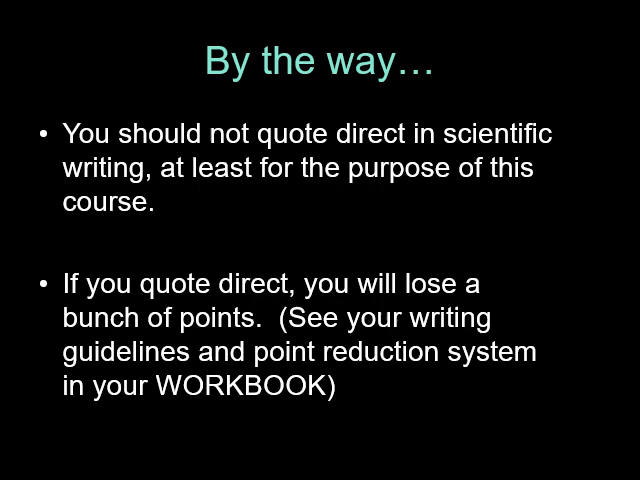 By the way…
• You should not quote direct in scientific
writing, at least for the purpose of this
course.
• If you quote direct, you will lose a
bunch of points.  (See your writing
guidelines and point reduction system
in your WORKBOOK)